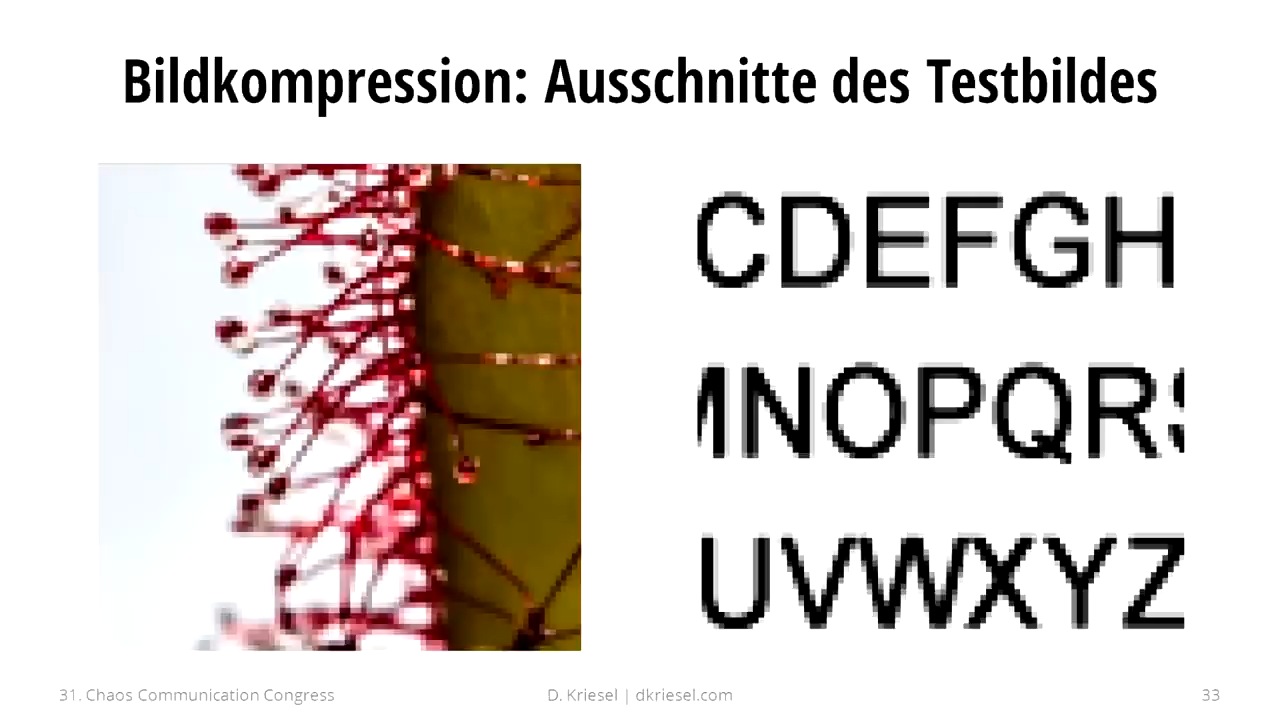 Bildkompression: Ausschnitte des Testbildes
CDEFGH
MNOPQRS
UVWXYZ
31. Chaos Communication Congress
D. Kriesel | dkriesel.com
33